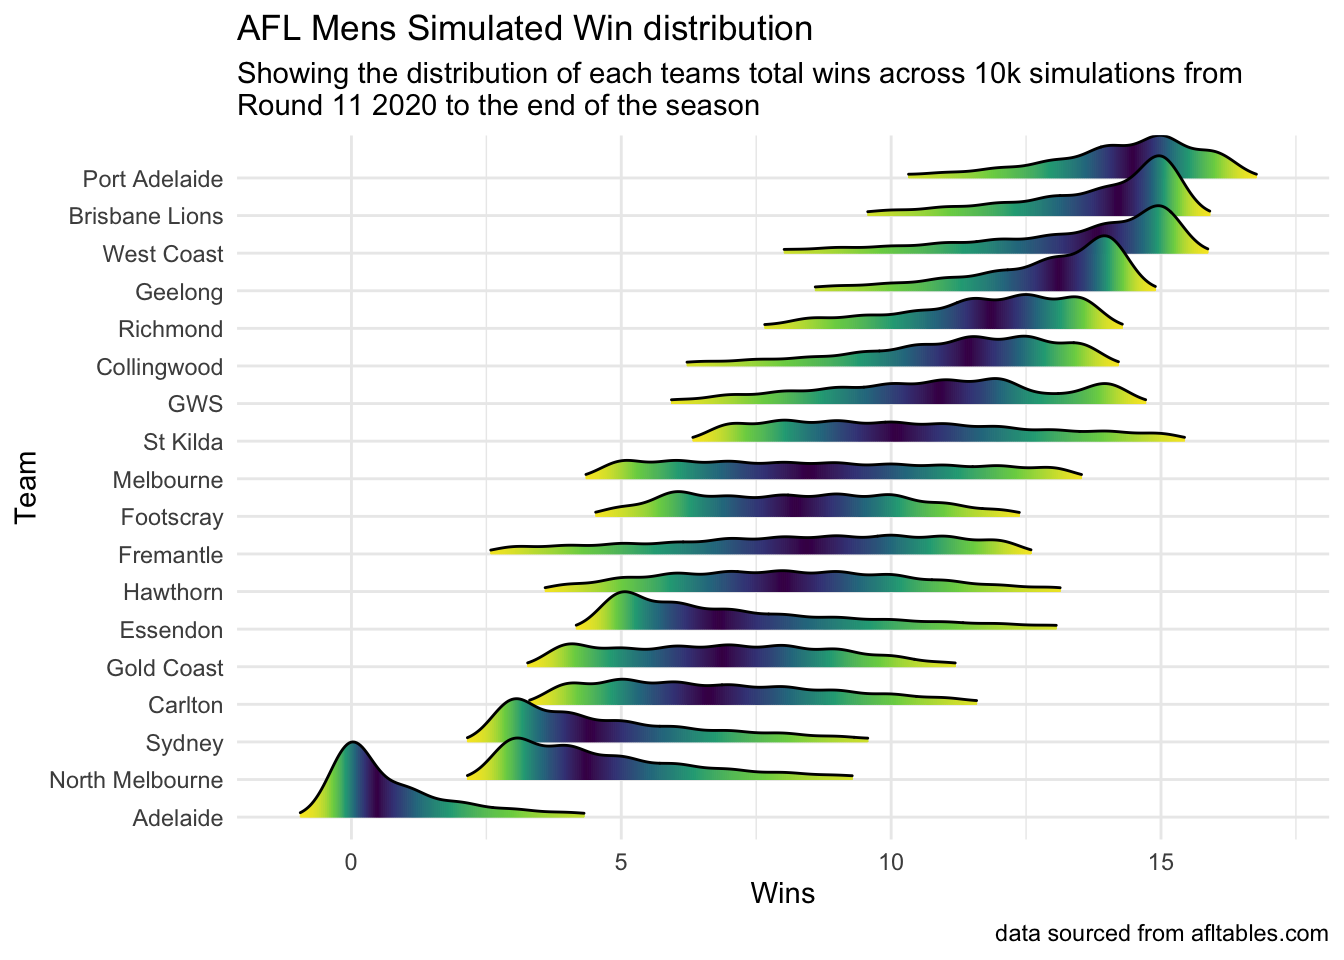 AFL Mens Simulated Win distribution
Showing the distribution of each teams total wins across 10k simulations from
Round 11 2020 to the end of the season
Port Adelaide
Brisbane Lions
West Coast
Geelong
Richmond
Collingwood
GWS
St Kilda
Melbourne
Footscray
Fremantle
Hawthorn
Essendon
Gold Coast
Carlton
Sydney
North Melbourne
Adelaide
Team
0 5 10 15
Wins
data sourced from afltables.com